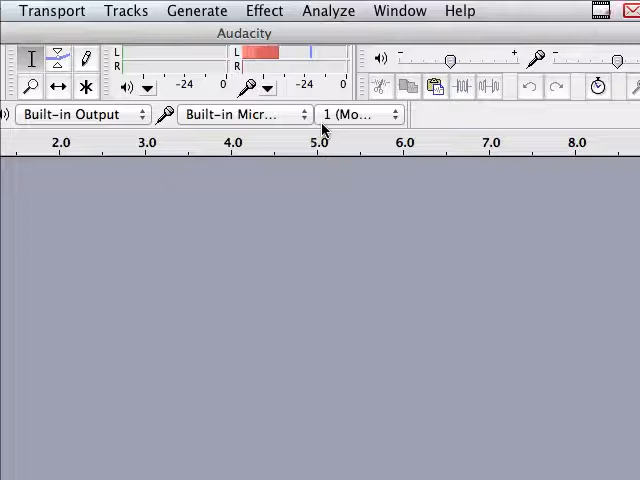 Transport Tracks Generate Effect Analyze Window Help
Audacity
L L
R R
-24 0 -24 0
- + -
Built-in Output Built-in Micr... 1 (Mo...
2.0 3.0 4.0 5.0 6.0 7.0 8.0